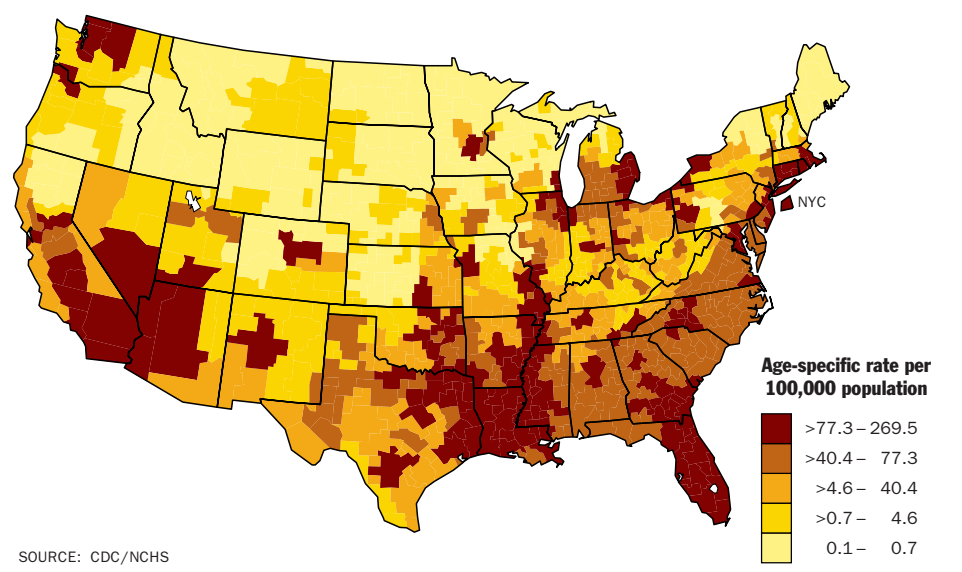 NYC
Age-specific rate per
100,000 population
>77.3 – 269.5
>40.4 – 77.3
>4.6 – 40.4
>0.7 – 4.6
0.1 – 0.7
SOURCE: CDC/NCHS